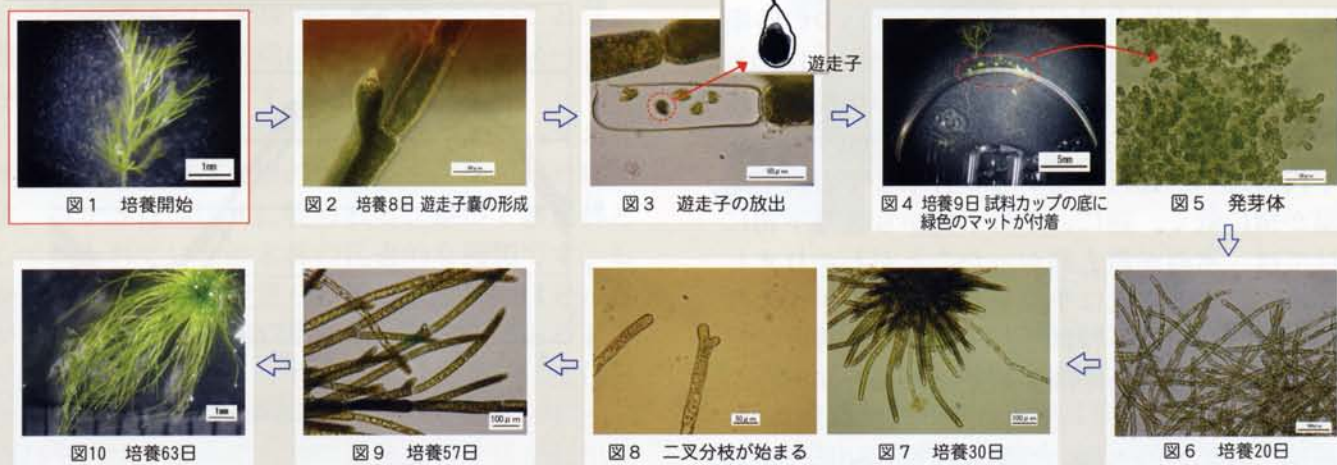 遊走子
1mm
図1 培養開始
図2 培養8日 遊走子嚢の形成
図3 遊走子の放出
5mm
図4 培養9日 試料カップの底に
緑色のマットが付着
図5 発芽体
図10 培養63日
1mm
図9 培養57日
100μm
図8 二叉分枝が始まる
50μm
図7 培養30日
100μm
図6 培養20日